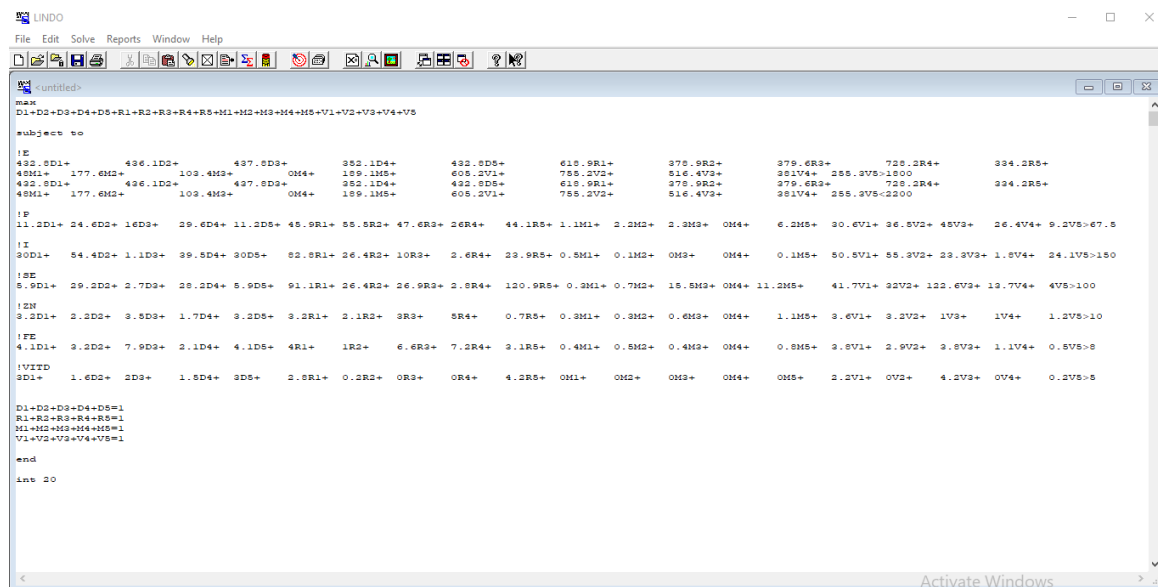 LINDO
File Edit Solve Reports Window Help
<untitled>
max
D1+D2+D3+D4+D5+R1+R2+R3+R4+R5+M1+M2+M3+M4+M5+V1+V2+V3+V4+V5
subject to
!E
432.8D1+ 436.1D2+ 437.8D3+ 352.1D4+ 432.8D5+ 618.9R1+ 378.9R2+ 379.6R3+ 728.2R4+ 334.2R5+
48M1+ 177.6M2+ 103.4M3+ 0M4+ 189.1M5+ 605.2V1+ 755.2V2+ 516.4V3+ 381V4+ 255.3V5>1800
432.8D1+ 436.1D2+ 437.8D3+ 352.1D4+ 432.8D5+ 618.9R1+ 378.9R2+ 379.6R3+ 728.2R4+ 334.2R5+
48M1+ 177.6M2+ 103.4M3+ 0M4+ 189.1M5+ 605.2V1+ 755.2V2+ 516.4V3+ 381V4+ 255.3V5<2200
!P
11.2D1+ 24.6D2+ 16D3+ 29.6D4+ 11.2D5+ 45.9R1+ 55.5R2+ 47.6R3+ 26R4+ 44.1R5+ 1.1M1+ 2.2M2+ 2.3M3+ 0M4+ 6.2M5+ 30.6V1+ 36.5V2+ 45V3+ 26.4V4+ 9.2V5>67.5
!I
30D1+ 54.4D2+ 1.1D3+ 39.5D4+ 30D5+ 82.8R1+ 26.4R2+ 10R3+ 2.6R4+ 23.9R5+ 0.5M1+ 0.1M2+ 0M3+ 0M4+ 0.1M5+ 50.5V1+ 55.3V2+ 23.3V3+ 1.8V4+ 24.1V5>150
!SE
5.9D1+ 29.2D2+ 2.7D3+ 28.2D4+ 5.9D5+ 91.1R1+ 26.4R2+ 26.9R3+ 2.8R4+ 120.9R5+ 0.3M1+ 0.7M2+ 15.5M3+ 0M4+ 11.2M5+ 41.7V1+ 32V2+ 122.6V3+ 13.7V4+ 4V5>100
!ZN
3.2D1+ 2.2D2+ 3.5D3+ 1.7D4+ 3.2D5+ 3.2R1+ 2.1R2+ 3R3+ 5R4+ 0.7R5+ 0.3M1+ 0.3M2+ 0.6M3+ 0M4+ 1.1M5+ 3.6V1+ 3.2V2+ 1V3+ 1V4+ 1.2V5>10
!FE
4.1D1+ 3.2D2+ 7.9D3+ 2.1D4+ 4.1D5+ 4R1+ 1R2+ 6.6R3+ 7.2R4+ 3.1R5+ 0.4M1+ 0.5M2+ 0.4M3+ 0M4+ 0.8M5+ 3.8V1+ 2.9V2+ 3.8V3+ 1.1V4+ 0.5V5>8
!VITD
3D1+ 1.6D2+ 2D3+ 1.5D4+ 3D5+ 2.8R1+ 0.2R2+ 0R3+ 0R4+ 4.2R5+ 0M1+ 0M2+ 0M3+ 0M4+ 0M5+ 2.2V1+ 0V2+ 4.2V3+ 0V4+ 0.2V5>5
D1+D2+D3+D4+D5=1
R1+R2+R3+R4+R5=1
M1+M2+M3+M4+M5=1
V1+V2+V3+V4+V5=1
end
int 20
Activate Windows